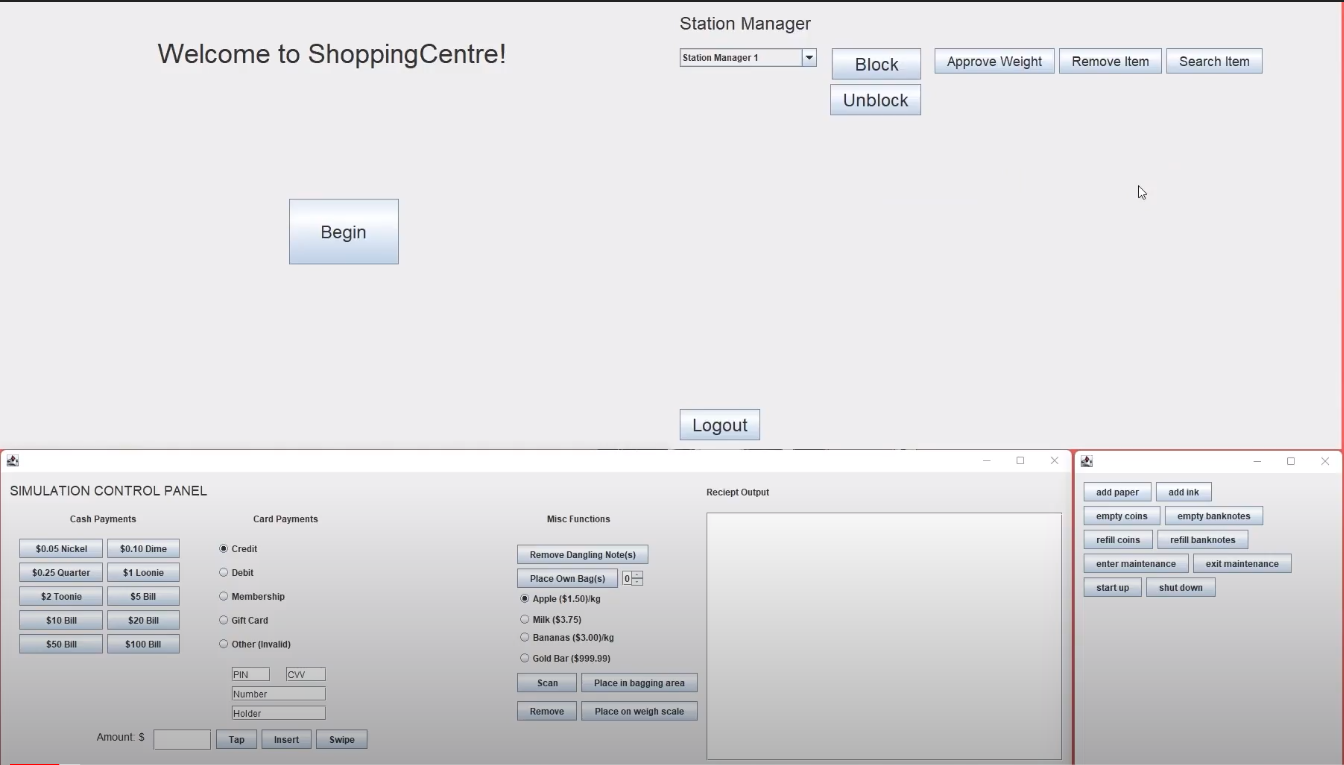 Welcome to ShoppingCentre!
Begin
Station Manager
Station Manager 1
Block
Unblock
Approve Weight
Remove Item
Search Item
Logout
SIMULATION CONTROL PANEL
Cash Payments
$0.05 Nickel
$0.10 Dime
$0.25 Quarter
$1 Loonie
$2 Toonie
$5 Bill
$10 Bill
$20 Bill
$50 Bill
$100 Bill
Card Payments
Credit
Debit
Membership
Gift Card
Other (Invalid)
PIN
CVV
Number
Holder
Amount: $
Tap
Insert
Swipe
Misc Functions
Remove Dangling Note(s)
Place Own Bag(s)
0
Apple ($1.50)/kg
Milk ($3.75)
Bananas ($3.00)/kg
Gold Bar ($999.99)
Scan
Place in bagging area
Remove
Place on weigh scale
Reciept Output
add paper
add ink
empty coins
empty banknotes
refill coins
refill banknotes
enter maintenance
exit maintenance
start up
shut down